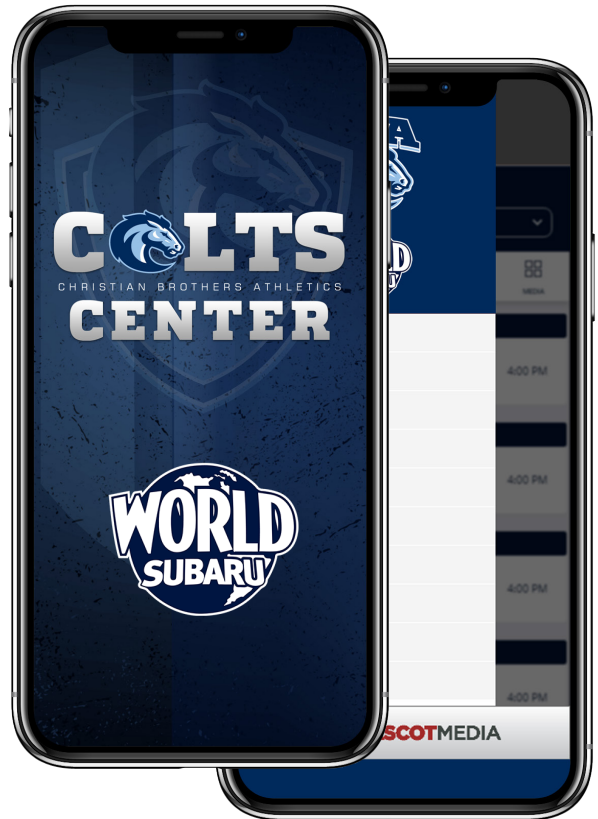 COLTS
CHRISTIAN BROTHERS ATHLETICS
CENTER
WORLD
SUBARU
A
D
U
MEDIA
4:00 PM
4:00 PM
4:00 PM
4:00 PM
SCOTMEDIA